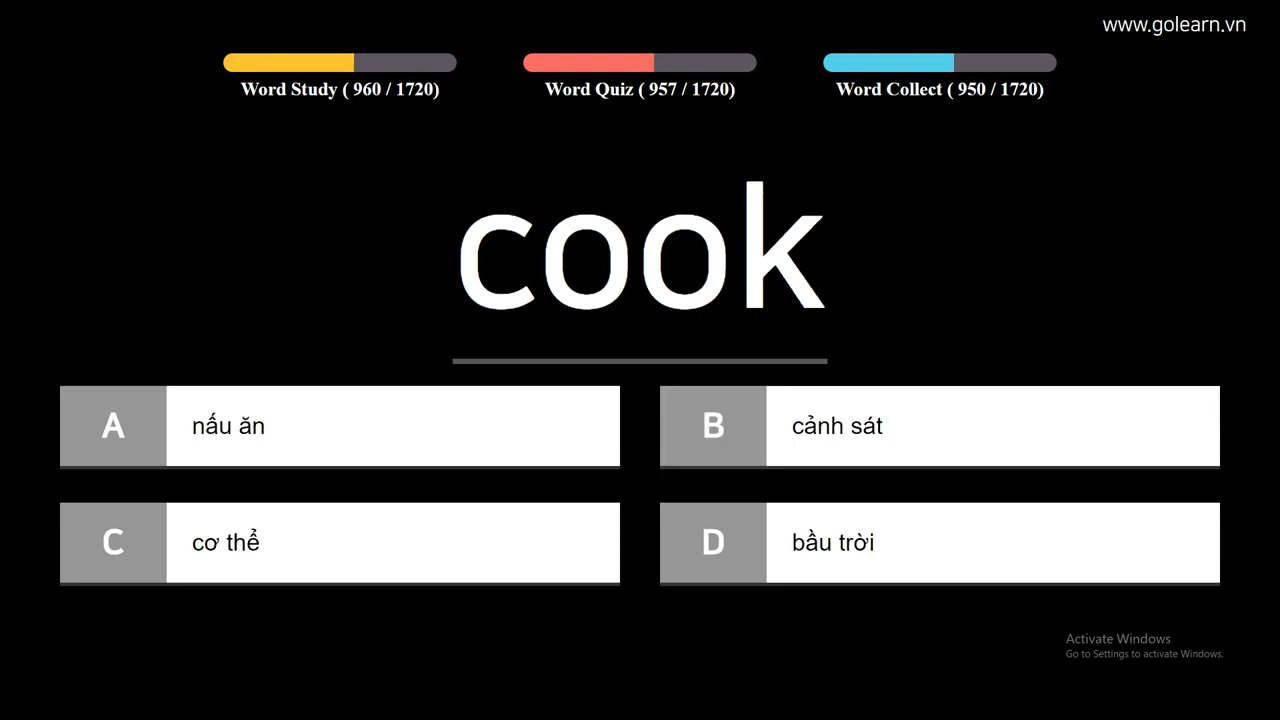 www.golearn.vn
Word Study ( 960 / 1720)
Word Quiz ( 957 / 1720)
Word Collect ( 950 / 1720)
cook
A
nấu ăn
B
cảnh sát
C
cơ thể
D
bầu trời
Activate Windows
Go to Settings to activate Windows.